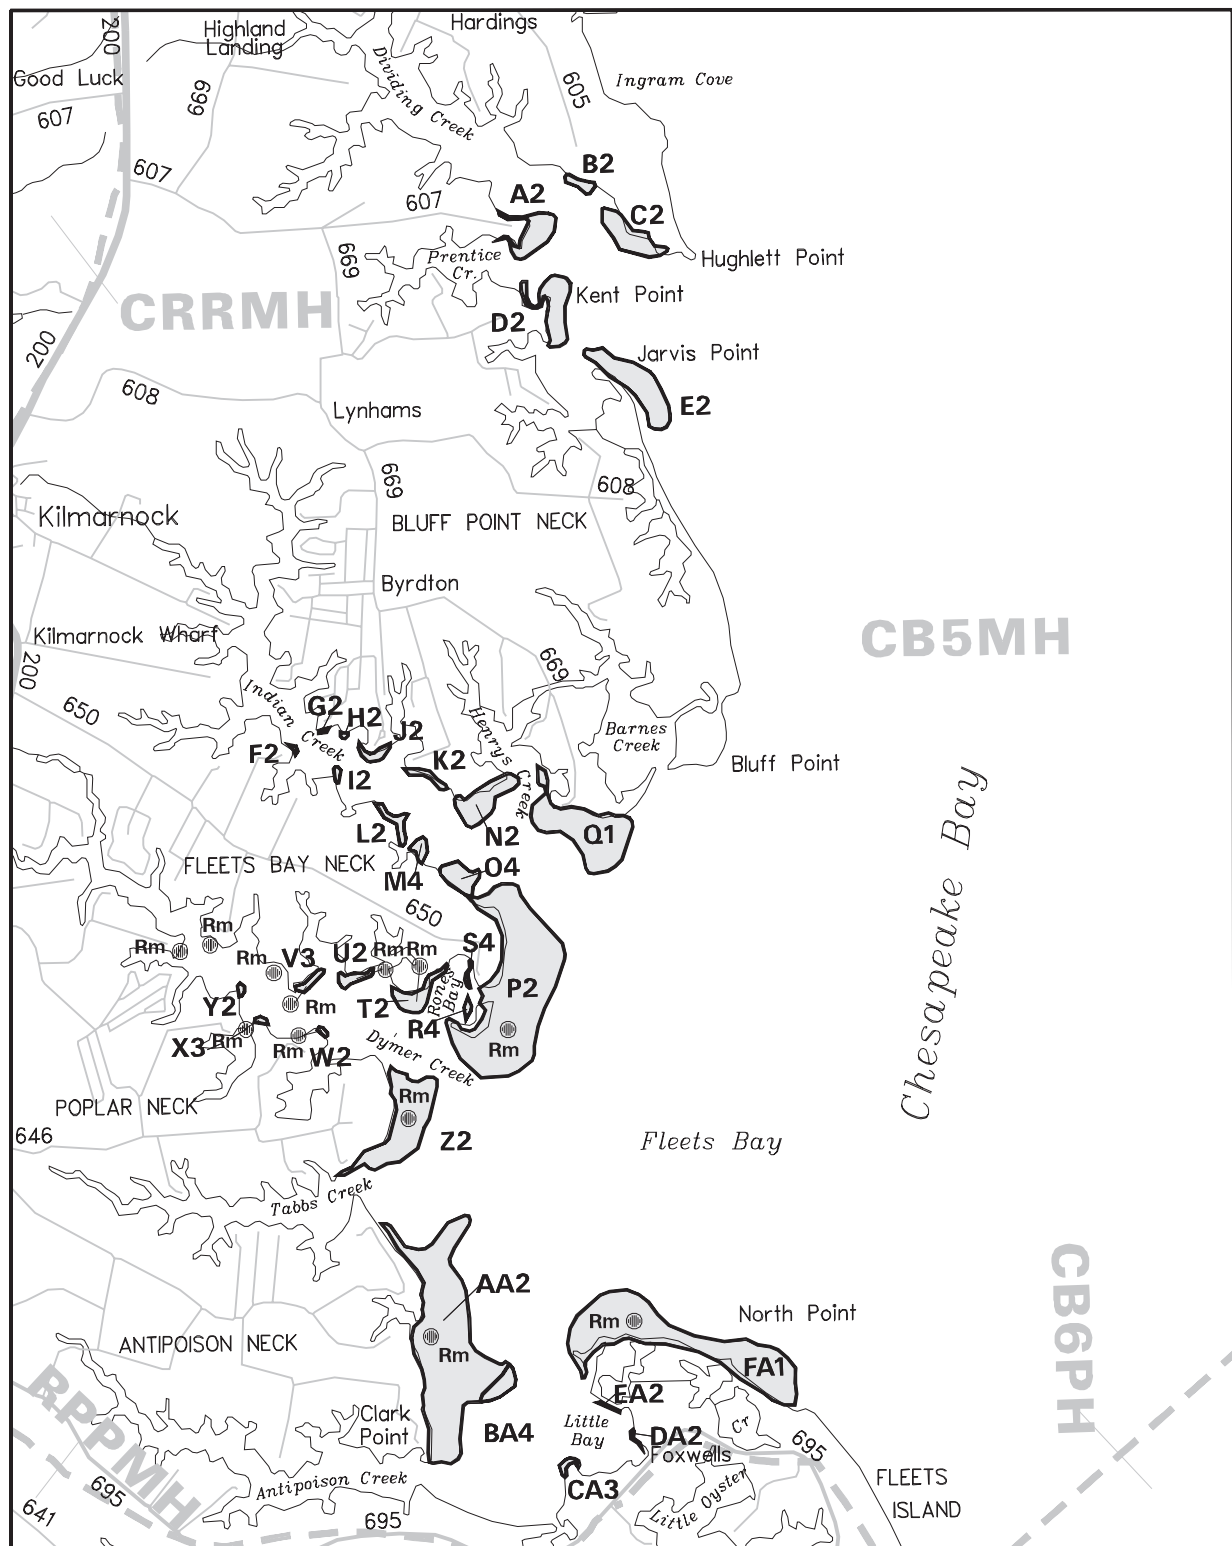 200
Highland
Landing
Hardings
Good Luck
607
699
Dividing Creek
605
Ingram Cove
607
607
B2
A2
C2
669
Prentice
Cr.
Hughlett Point
CRRMH
Kent Point
D2
200
Jarvis Point
608
Lynhams
E2
669
608
Kilmarnock
BLUFF POINT NECK
Byrdton
Kilmarnock Wharf
CB5MH
200
650
669
Indian
Creek
G2
H2
J2
Henrys
Creek
Barnes
Creek
F2
K2
I2
Bluff Point
L2
N2
Q1
FLEETS BAY NECK
M4
O4
650
Chesapeake Bay
Rm
Rm
Rm
V3
U2
Rm
Rm
S4
Y2
Rm
T2
Rones
Bay
P2
R4
X3
Rm
Rm
W2
Dymer Creek
Rm
POPLAR NECK
Rm
646
Z2
Fleets Bay
Tabbs Creek
AA2
CB6PH
North Point
Rm
ANTIPOISON NECK
Rm
FA1
RPPMH
EA2
Clark
Point
BA4
Little
Bay
Cr
DA2
Foxwells
695
695
Antipoison Creek
CA3
Little Oyster
FLEETS
ISLAND
641
695